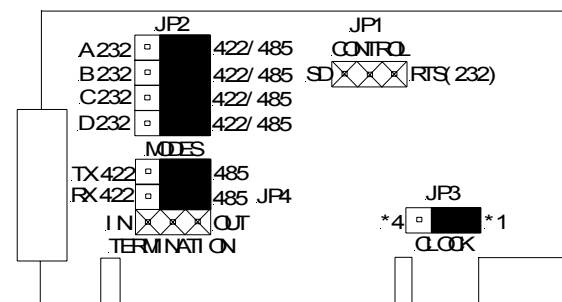 JP2
A232 422/485
B232 422/485
C232 422/485
D232 422/485
MODES
TX422 485
RX422 485 JP4
IN OUT
TERMINATION
JP1
CONTROL
SD RTS(232)
JP3
*4 *1
CLOCK